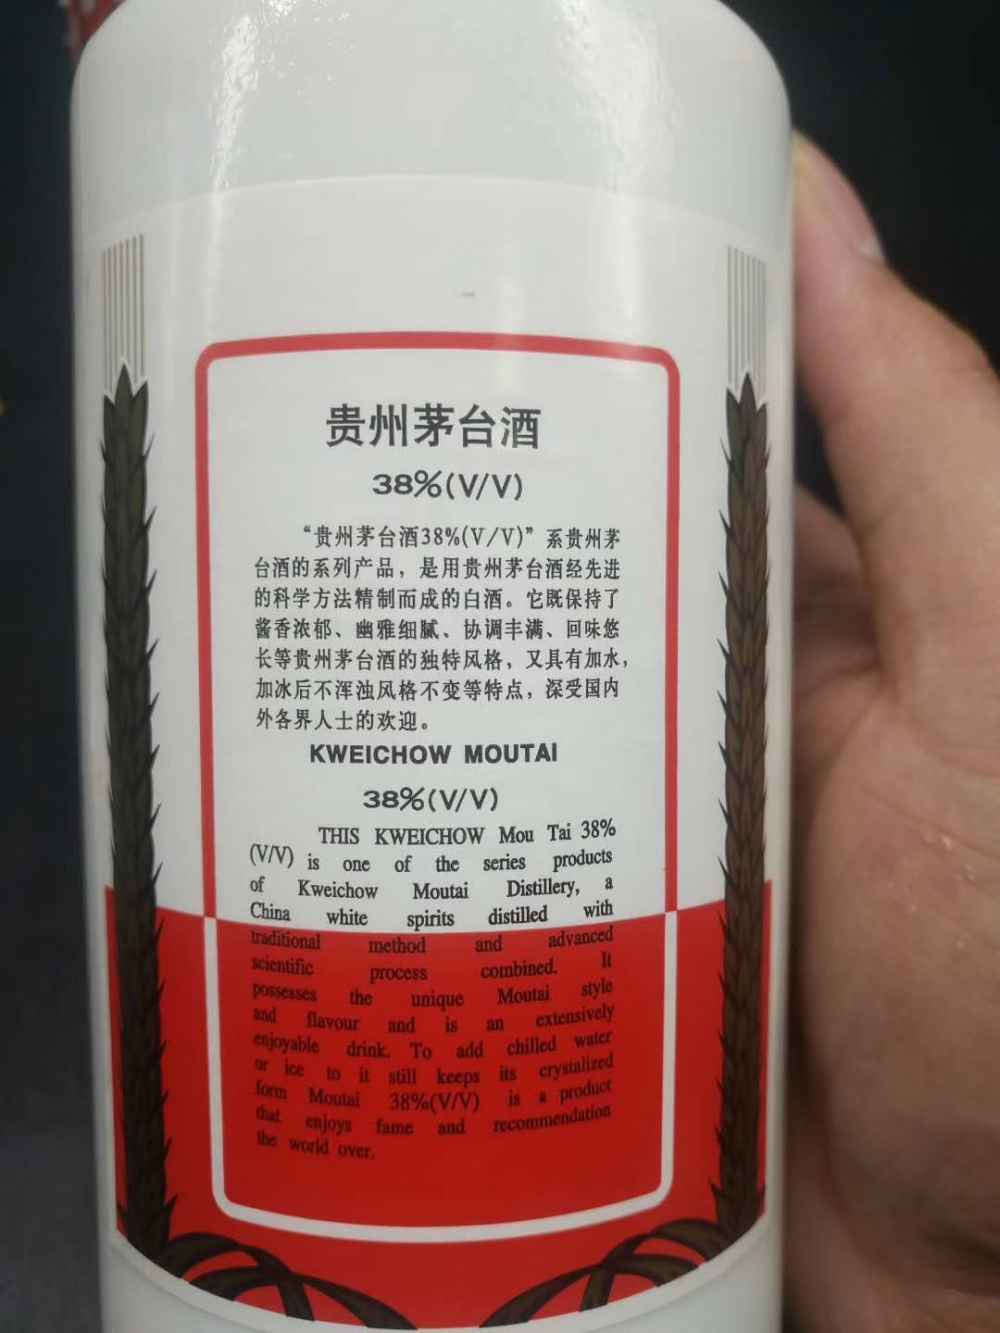 贵州茅台酒
38%(V/V)
“贵州茅台酒38%(V/V)”系贵州茅
台酒的系列产品，是用贵州茅台酒经先进
的科学方法精制而成的白酒。它既保持了
酱香浓郁、幽雅细腻、协调丰满、回味悠
长等贵州茅台酒的独特风格，又具有加水，
加冰后不浑浊风格不变等特点，深受国内
外各界人士的欢迎。
KWEICHOW MOUTAI
38%(V/V)
THIS KWEICHOW Mou Tai 38%
(V/V) is one of the series products
of Kweichow Moutai Distillery, a
China white spirits distilled with
traditional method and advanced
scientific process combined. It
possesses the unique Moutai style
and flavour and is an extensively
enjoyable drink. To add chilled water
or ice to it still keeps its crystalized
form Moutai 38%(V/V) is a product
that enjoys fame and recommendation
the world over.